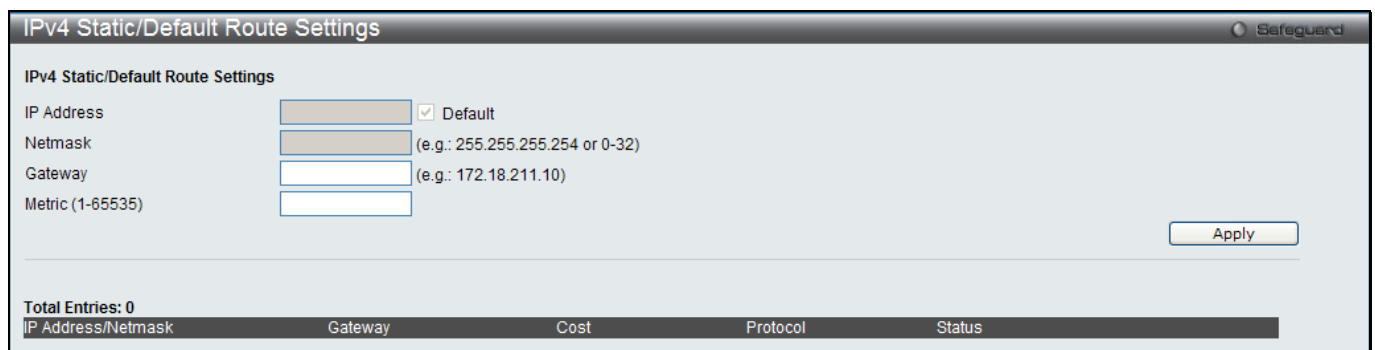 IPv4 Static/Default Route Settings
Safeguard
IPv4 Static/Default Route Settings
IP Address Default
Netmask (e.g.: 255.255.255.254 or 0-32)
Gateway (e.g.: 172.18.211.10)
Metric (1-65535)
Apply
Total Entries: 0
IP Address/Netmask Gateway Cost Protocol Status